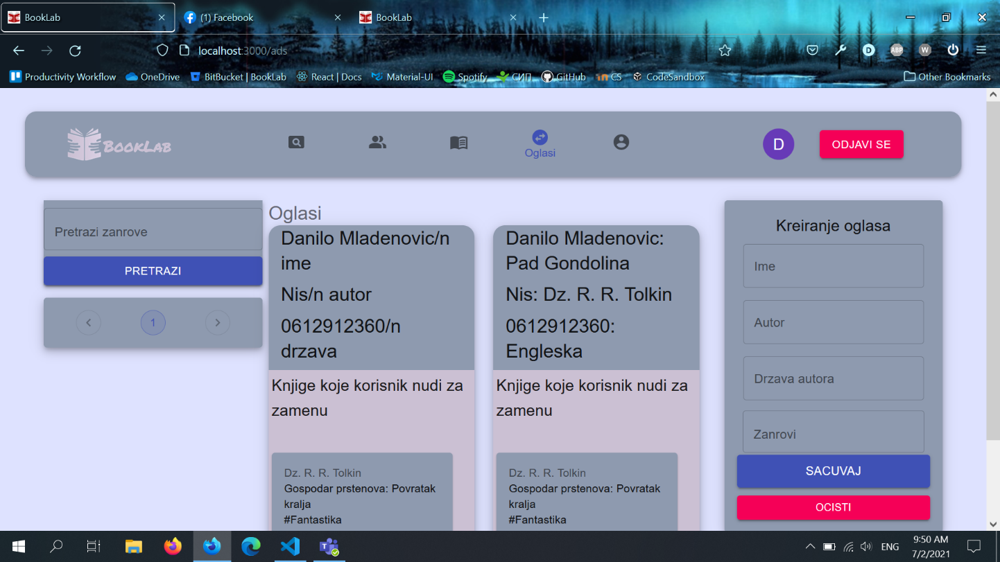 BookLab
(1) Facebook
BookLab
localhost:3000/ads
D
ABP
W
Productivity Workflow
OneDrive
BitBucket | BookLab
React | Docs
Material-UI
Spotify
СИП
GitHub
in CS
CodeSandbox
Other Bookmarks
BookLab
Oglasi
D
ODJAVI SE
Pretrazi zanrove
PRETRAZI
1
Oglasi
Danilo Mladenovic/n
ime
Nis/n autor
0612912360/n
drzava
Knjige koje korisnik nudi za
zamenu
Dz. R. R. Tolkin
Gospodar prstenova: Povratak
kralja
#Fantastika
Danilo Mladenovic:
Pad Gondolina
Nis: Dz. R. R. Tolkin
0612912360:
Engleska
Knjige koje korisnik nudi za
zamenu
Dz. R. R. Tolkin
Gospodar prstenova: Povratak
kralja
#Fantastika
Kreiranje oglasa
Ime
Autor
Drzava autora
Zanrovi
SACUVAJ
OCISTI
ENG
9:50 AM
7/2/2021